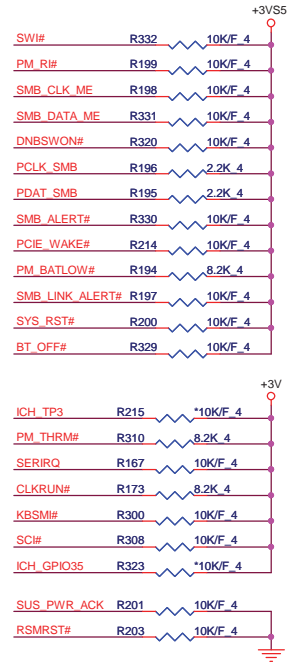 +3VS5
SWI# R332 10K/F_4
PM_RI# R199 10K/F_4
SMB_CLK_ME R198 10K/F_4
SMB_DATA_ME R331 10K/F_4
DNBSWON# R320 10K/F_4
PCLK_SMB R196 2.2K_4
PDAT_SMB R195 2.2K_4
SMB_ALERT# R330 10K/F_4
PCIE_WAKE# R214 10K/F_4
PM_BATLOW# R194 8.2K_4
SMB_LINK_ALERT# R197 10K/F_4
SYS_RST# R200 10K/F_4
BT_OFF# R329 10K/F_4
+3V
ICH_TP3 R215 *10K/F_4
PM_THRM# R310 8.2K_4
SERIRQ R167 10K/F_4
CLKRUN# R173 8.2K_4
KBSMI# R300 10K/F_4
SCI# R308 10K/F_4
ICH_GPIO35 R323 *10K/F_4
SUS_PWR_ACK R201 10K/F_4
RSMRST# R203 10K/F_4